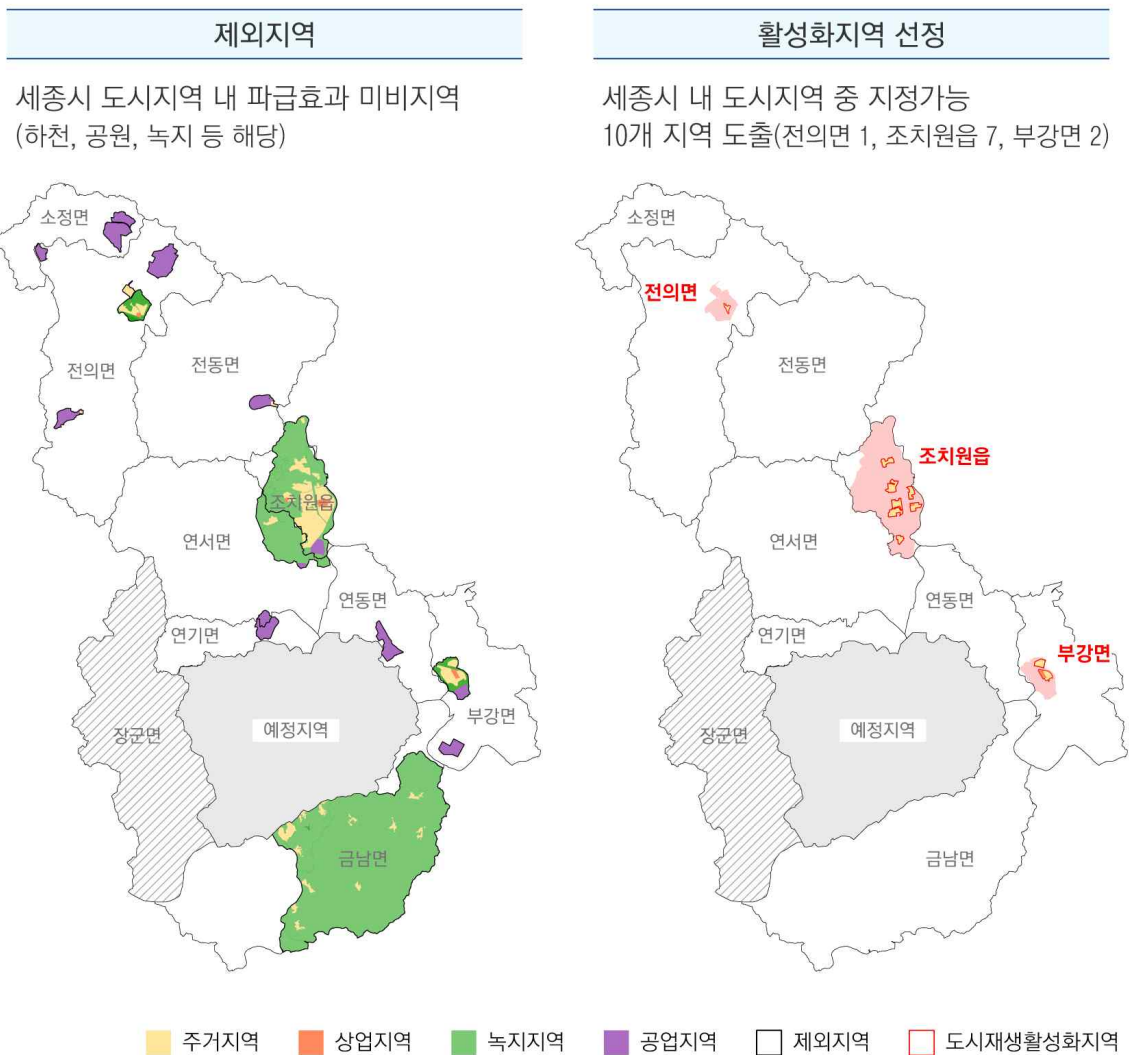 제외지역
세종시 도시지역 내 파급효과 미비지역
(하천, 공원, 녹지 등 해당)
소정면
전의면
전동면
조치원읍
연서면
연동면
연기면
부강면
장군면
예정지역
금남면
활성화지역 선정
세종시 내 도시지역 중 지정가능
10개 지역 도출(전의면 1, 조치원읍 7, 부강면 2)
소정면
전의면
전동면
조치원읍
연서면
연동면
연기면
부강면
장군면
예정지역
금남면
주거지역 상업지역 녹지지역 공업지역 제외지역 도시재생활성화지역